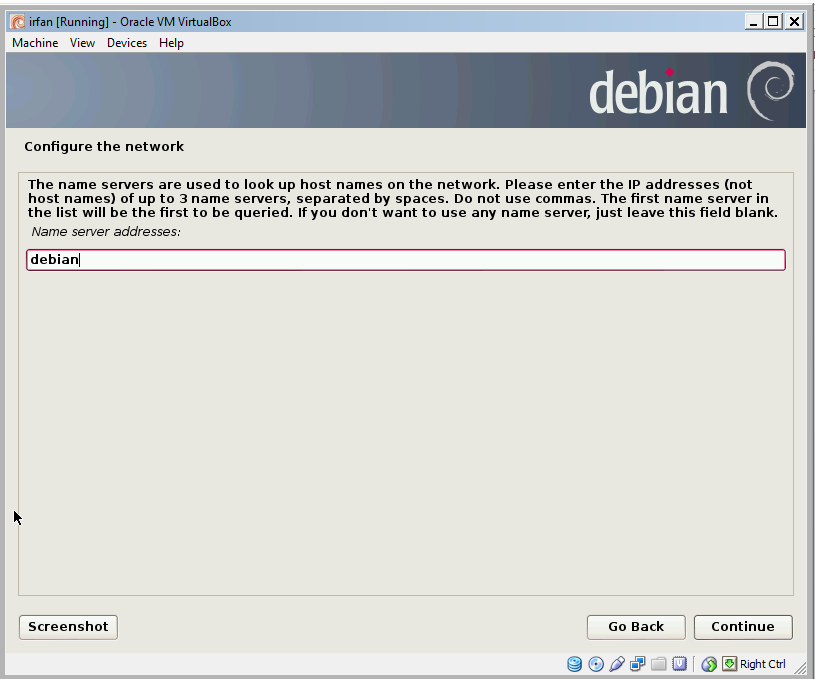 irfan [Running] - Oracle VM VirtualBox
Machine View Devices Help
debian
Configure the network
The name servers are used to look up host names on the network. Please enter the IP addresses (not
host names) of up to 3 name servers, separated by spaces. Do not use commas. The first name server in
the list will be the first to be queried. If you don't want to use any name server, just leave this field blank.
Name server addresses:
debian
Screenshot Go Back Continue
Right Ctrl